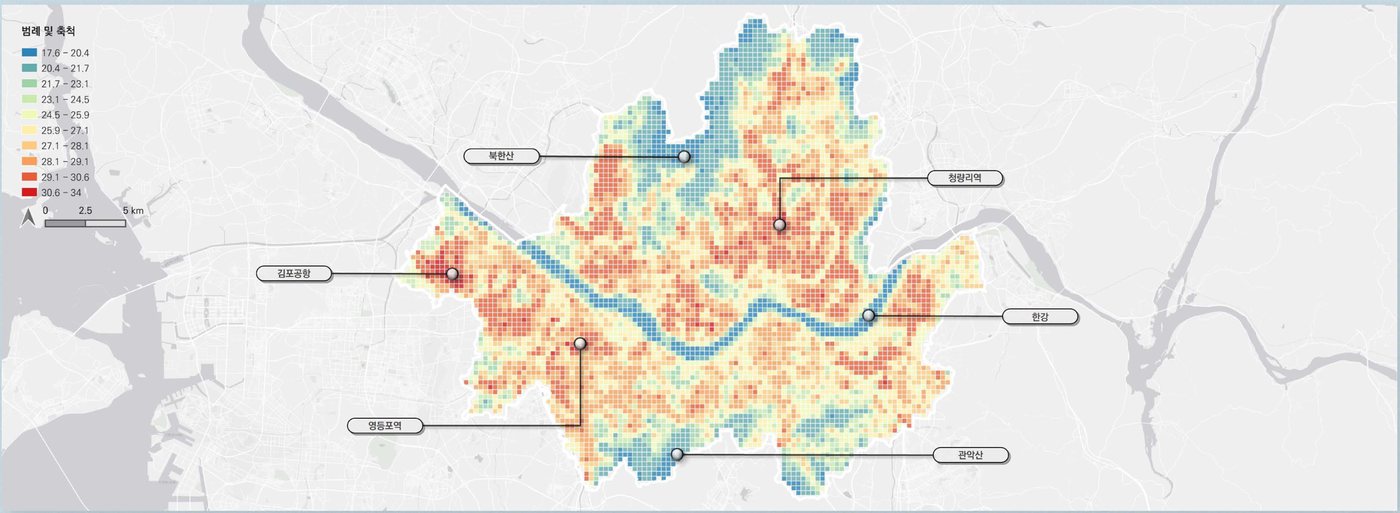 범례 및 축척
17.6 – 20.4
20.4 – 21.7
21.7 – 23.1
23.1 – 24.5
24.5 – 25.9
25.9 – 27.1
27.1 – 28.1
28.1 – 29.1
29.1 – 30.6
30.6 – 34
0 2.5 5 km
북한산
청량리역
김포공항
한강
영등포역
관악산